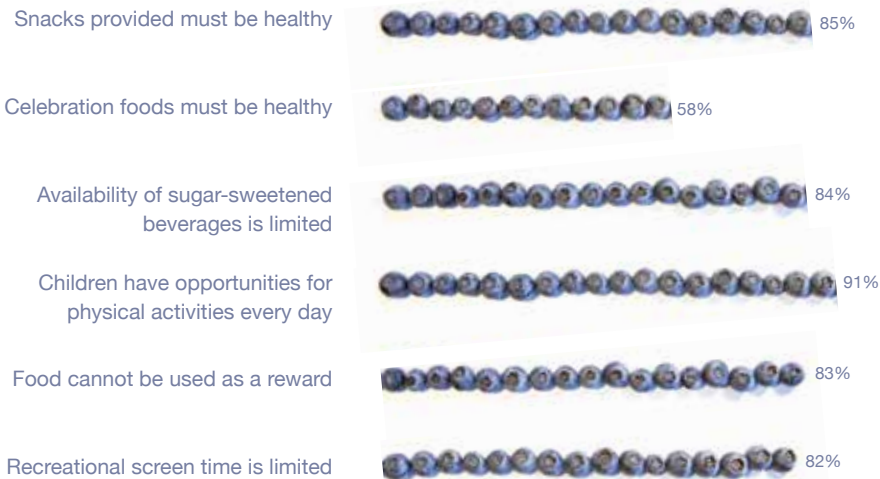 Snacks provided must be healthy
85%
Celebration foods must be healthy
58%
Availability of sugar-sweetened
beverages is limited
84%
Children have opportunities for
physical activities every day
91%
Food cannot be used as a reward
83%
Recreational screen time is limited
82%